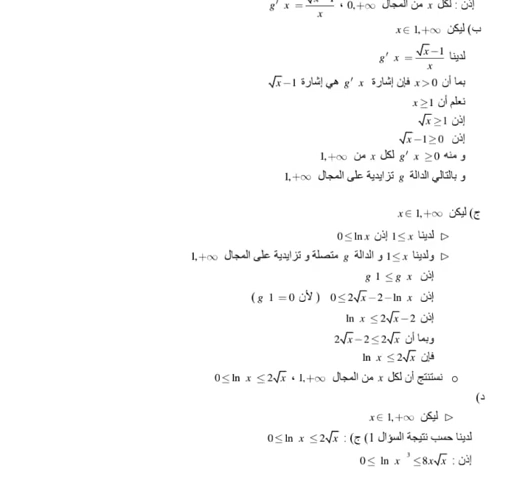 إذن : لكل x من المجال 0,+∞ ، g′ x = √x−1 / x
ب) ليكن x∈ 1,+∞
لدينا g′ x = √x−1 / x
بما أن x>0 فإن إشارة g′ x هي إشارة √x−1
نعلم أن x≥1
إذن √x≥1
إذن √x−1≥0
و منه g′ x ≥0 لكل x من 1,+∞
و بالتالي الدالة g تزايدية على المجال 1,+∞
ج) ليكن x∈ 1,+∞
▷ لدينا 1≤x إذن 0≤ln x
▷ ولدينا 1≤x و الدالة g متصلة و تزايدية على المجال 1,+∞
إذن g 1 ≤g x
إذن 0≤2√x−2−ln x ( لأن g 1 =0 )
إذن ln x ≤2√x−2
وبما أن 2√x−2≤2√x
فإن ln x ≤2√x
○ نستنتج أن لكل x من المجال 1,+∞ ، 0≤ln x ≤2√x
د)
▷ ليكن x∈ 1,+∞
لدينا حسب نتيجة السؤال 1) ج) : 0≤ln x ≤2√x
إذن : 0≤ ln x ³ ≤8x√x